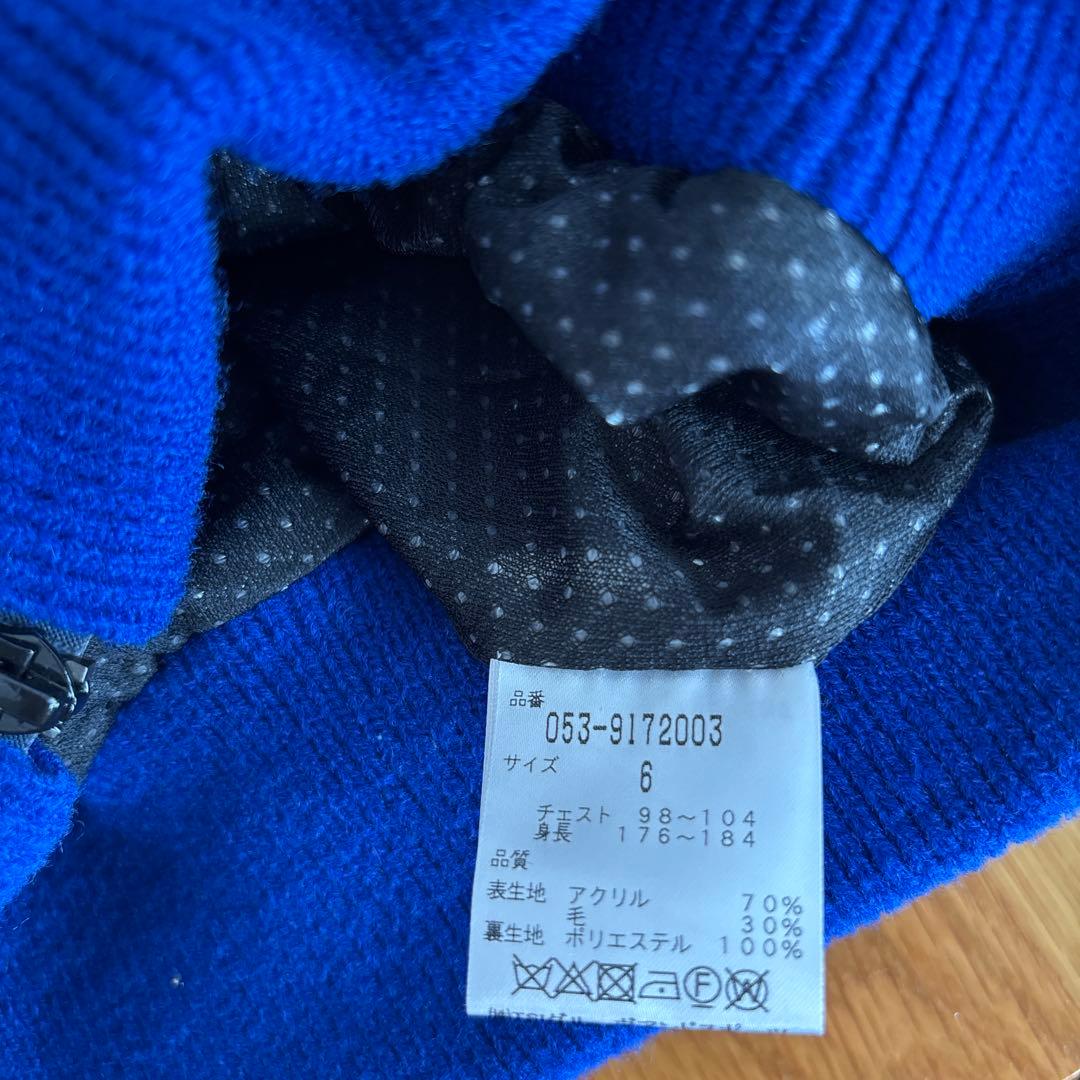 品番
053-9172003
サイズ
6
チェスト 98～104
身長 176～184
品質
表生地 アクリル 70%
毛 30%
裏生地 ポリエステル 100%
F W